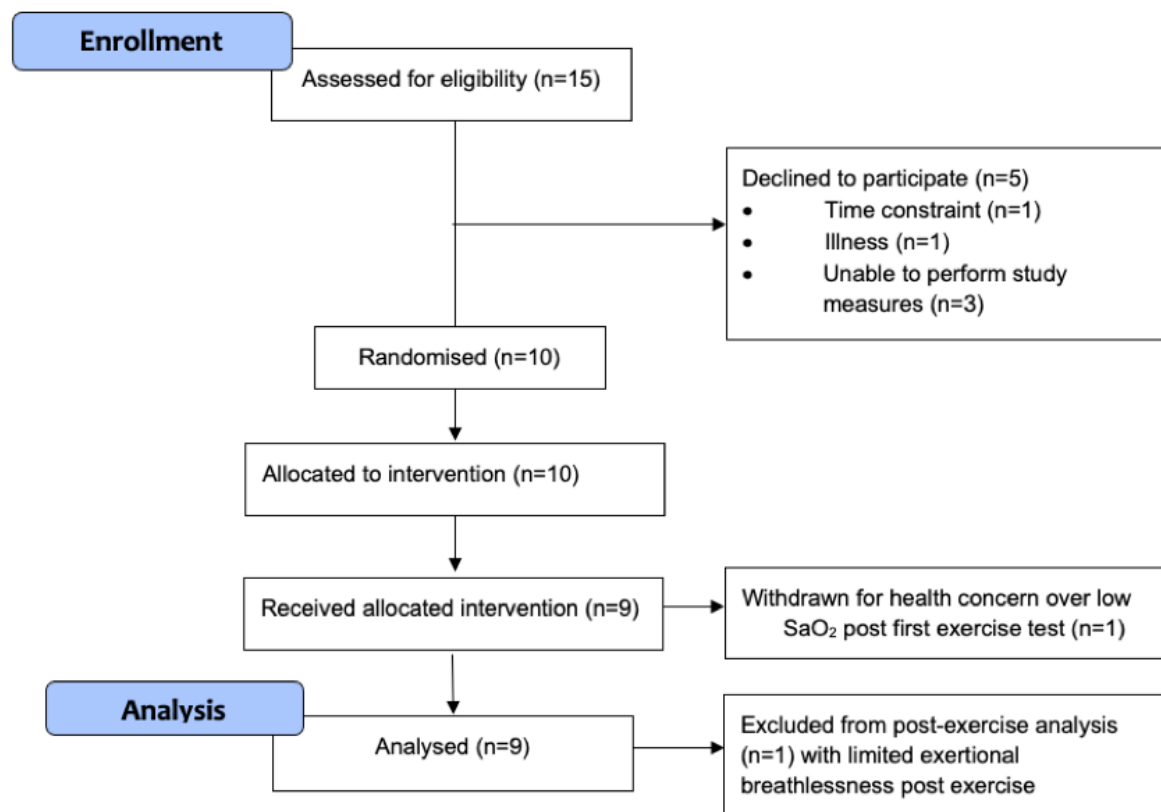 Enrollment
Assessed for eligibility (n=15)
Declined to participate (n=5)
• Time constraint (n=1)
• Illness (n=1)
• Unable to perform study
measures (n=3)
Randomised (n=10)
Allocated to intervention (n=10)
Received allocated intervention (n=9)
Withdrawn for health concern over low
SaO₂ post first exercise test (n=1)
Analysis
Analysed (n=9)
Excluded from post-exercise analysis
(n=1) with limited exertional
breathlessness post exercise